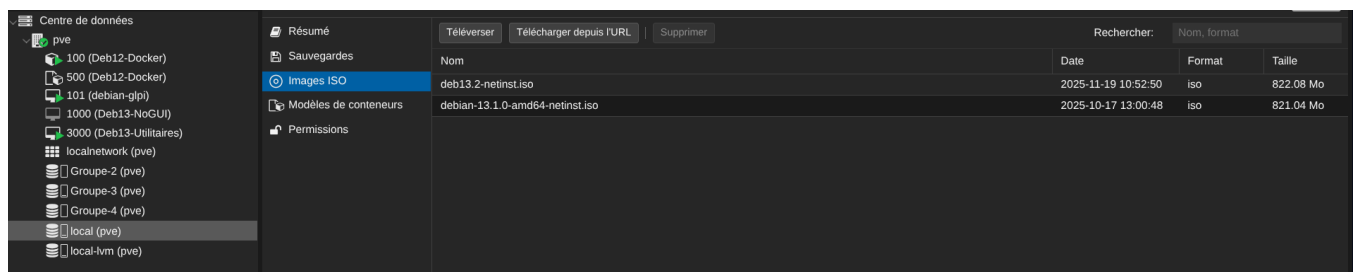 Centre de données
pve
100 (Deb12-Docker)
500 (Deb12-Docker)
101 (debian-glpi)
1000 (Deb13-NoGUI)
3000 (Deb13-Utilitaires)
localnetwork (pve)
Groupe-2 (pve)
Groupe-3 (pve)
Groupe-4 (pve)
local (pve)
local-lvm (pve)
Résumé
Sauvegardes
Images ISO
Modèles de conteneurs
Permissions
Téléverser Télécharger depuis l'URL Supprimer Rechercher: Nom, format
Nom Date Format Taille
deb13.2-netinst.iso 2025-11-19 10:52:50 iso 822.08 Mo
debian-13.1.0-amd64-netinst.iso 2025-10-17 13:00:48 iso 821.04 Mo